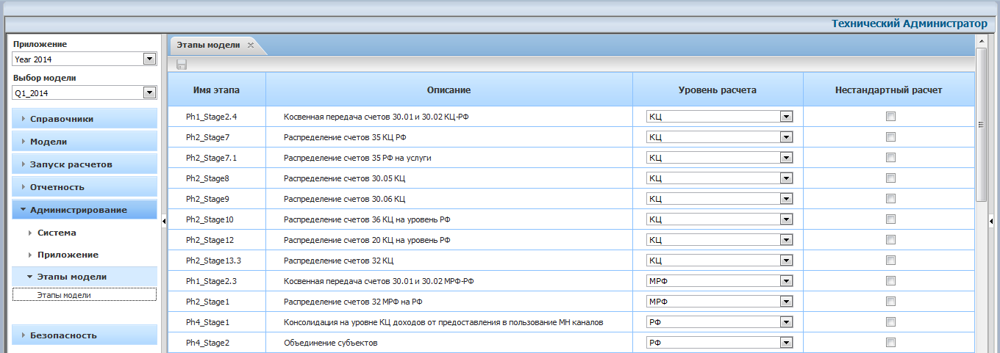 Технический Администратор
Приложение
Year 2014
Выбор модели
Q1_2014
Справочники
Модели
Запуск расчетов
Отчетность
Администрирование
Система
Приложение
Этапы модели
Этапы модели
Безопасность
Этапы модели
Имя этапа Описание Уровень расчета Нестандартный расчет
Ph1_Stage2.4 Косвенная передача счетов 30.01 и 30.02 КЦ-РФ КЦ
Ph2_Stage7 Распределение счетов 35 КЦ РФ КЦ
Ph2_Stage7.1 Распределение счетов 35 РФ на услуги КЦ
Ph2_Stage8 Распределение счетов 30.05 КЦ КЦ
Ph2_Stage9 Распределение счетов 30.06 КЦ КЦ
Ph2_Stage10 Распределение счетов 36 КЦ на уровень РФ КЦ
Ph2_Stage12 Распределение счетов 20 КЦ на уровень РФ КЦ
Ph2_Stage13.3 Распределение счетов 32 КЦ КЦ
Ph1_Stage2.3 Косвенная передача счетов 30.01 и 30.02 МРФ-РФ МРФ
Ph2_Stage1 Распределение счетов 32 МРФ на РФ МРФ
Ph4_Stage1 Консолидация на уровне КЦ доходов от предоставления в пользование МН каналов РФ
Ph4_Stage2 Объединение субъектов РФ